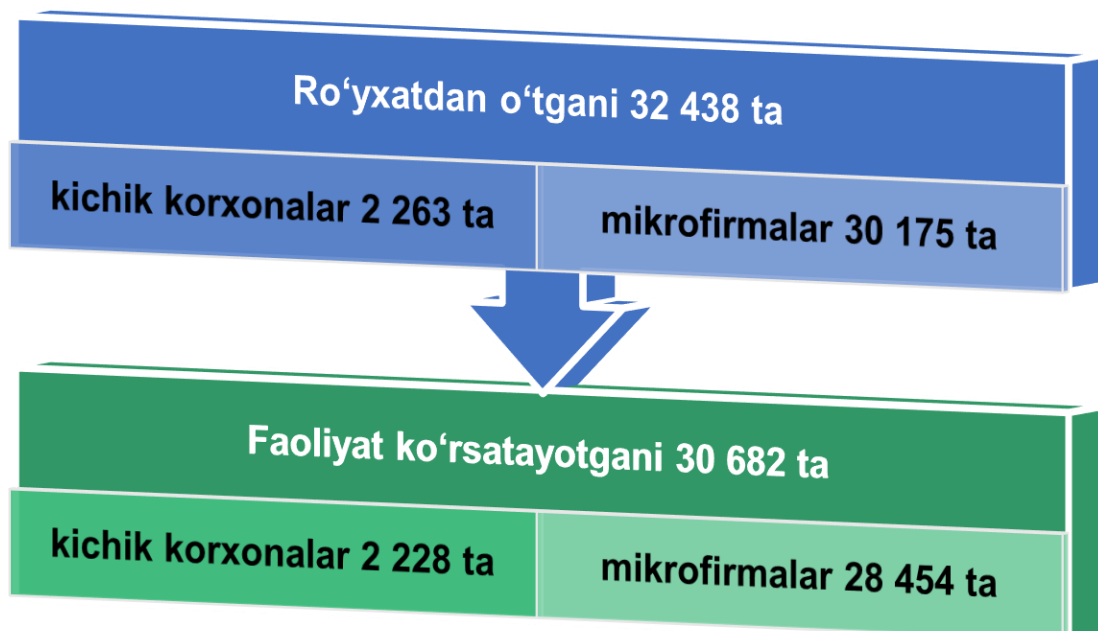 Ro‘yxatdan o‘tgani 32 438 ta
kichik korxonalar 2 263 ta
mikrofirmalar 30 175 ta
Faoliyat ko‘rsatayotgani 30 682 ta
kichik korxonalar 2 228 ta
mikrofirmalar 28 454 ta